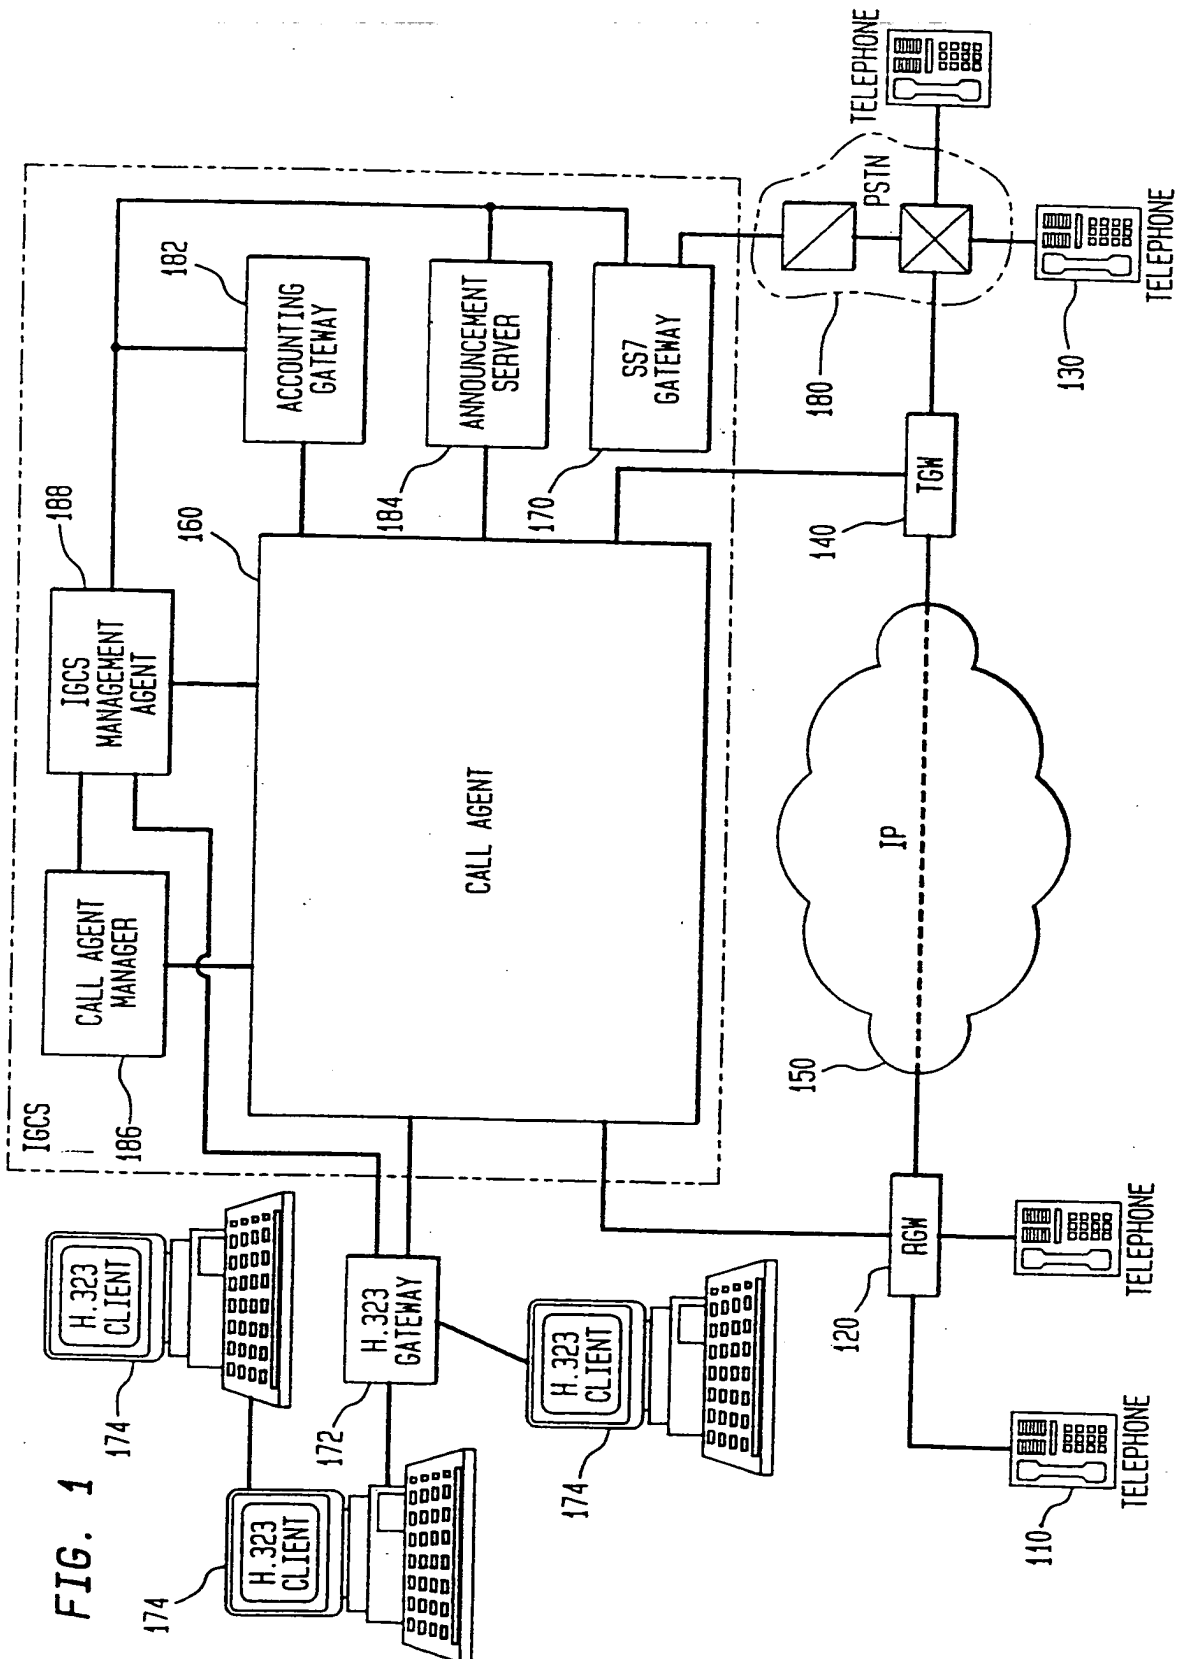 FIG. 1
IGCS
CALL AGENT
MANAGER
186
IGCS
MANAGEMENT
AGENT
188
ACCOUNTING
GATEWAY
182
ANNOUNCEMENT
SERVER
184
SS7
GATEWAY
170
CALL AGENT
160
H.323
CLIENT
174
H.323
CLIENT
174
H.323
GATEWAY
172
H.323
CLIENT
174
PSTN
180
TELEPHONE
TELEPHONE
130
TGW
140
IP
150
RGW
120
TELEPHONE
110
TELEPHONE